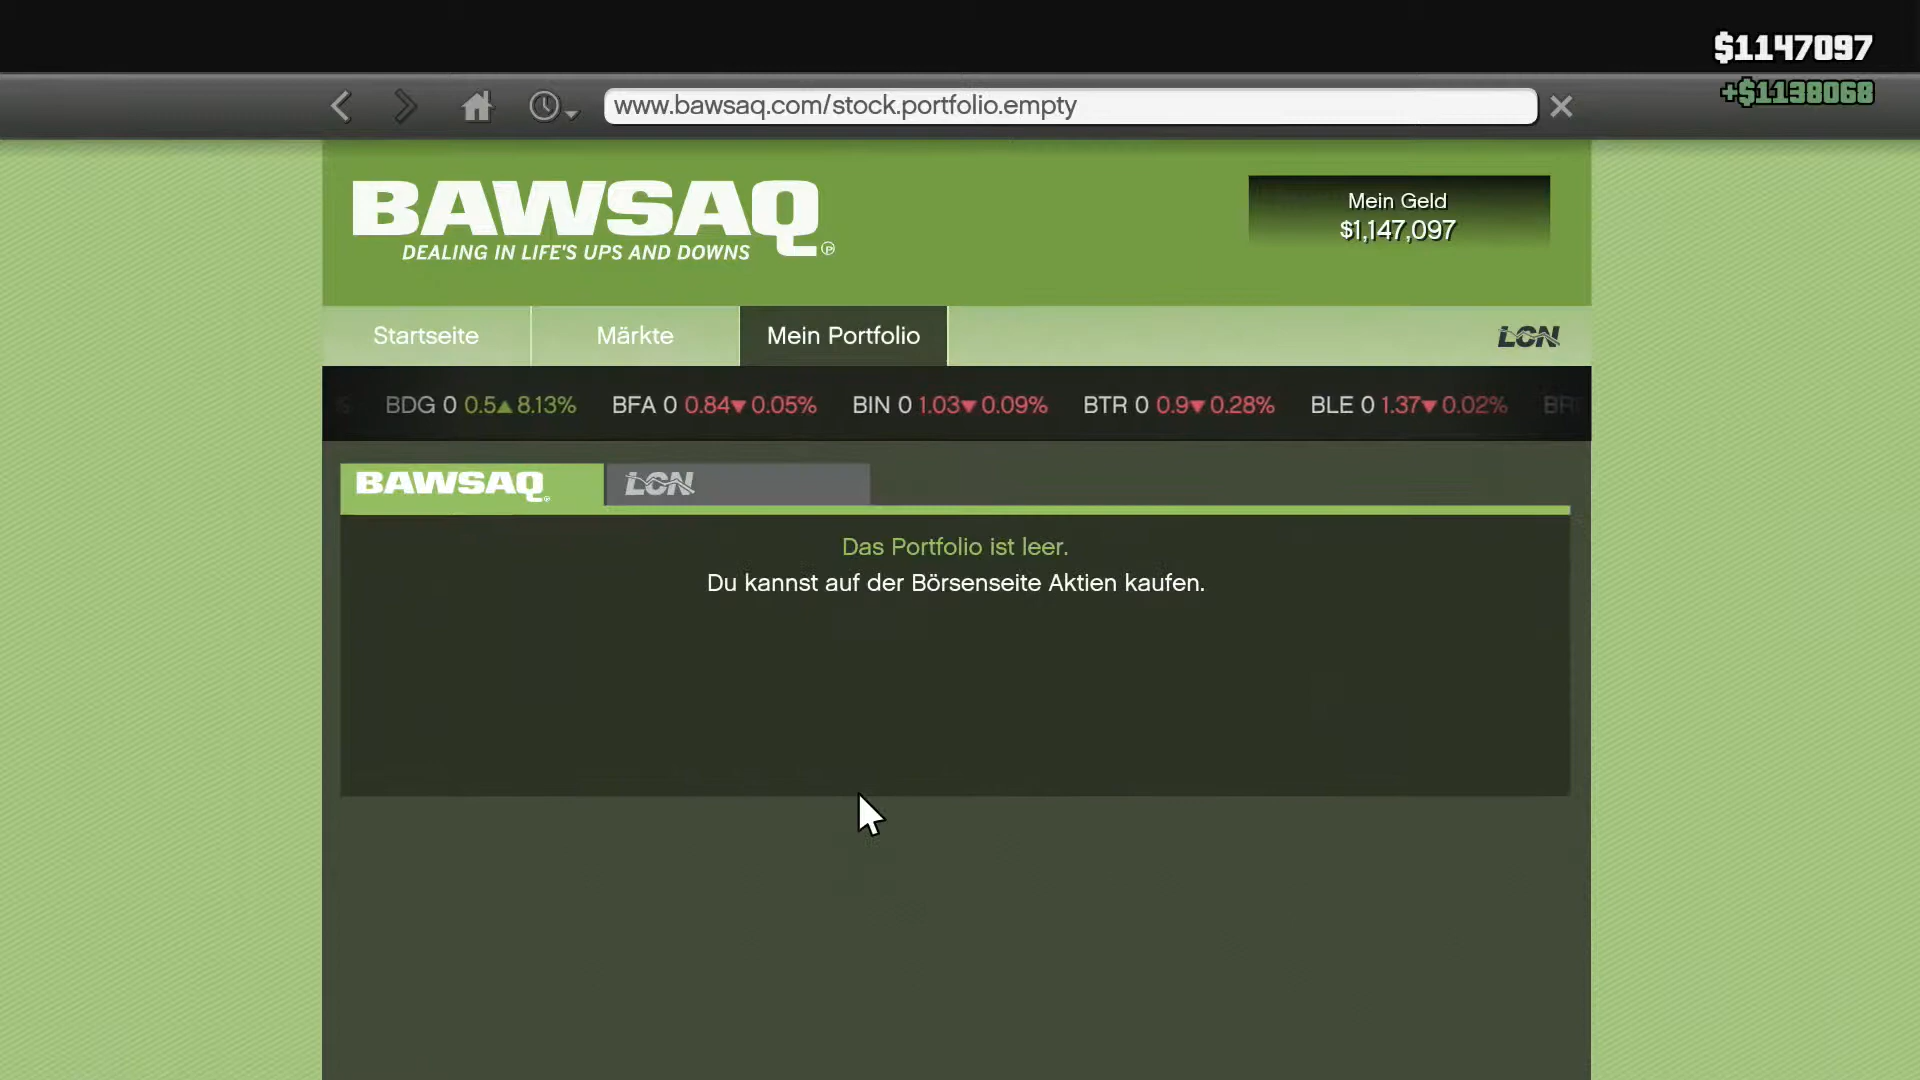 $1147097
+$1138068
www.bawsaq.com/stock.portfolio.empty
BAWSAQ
DEALING IN LIFE'S UPS AND DOWNS
Mein Geld
$1,147,097
Startseite
Märkte
Mein Portfolio
LCN
BDG 0 0.5▲8.13% BFA 0 0.84▼0.05% BIN 0 1.03▼0.09% BTR 0 0.9▼0.28% BLE 0 1.37▼0.02%
BAWSAQ
LCN
Das Portfolio ist leer.
Du kannst auf der Börsenseite Aktien kaufen.